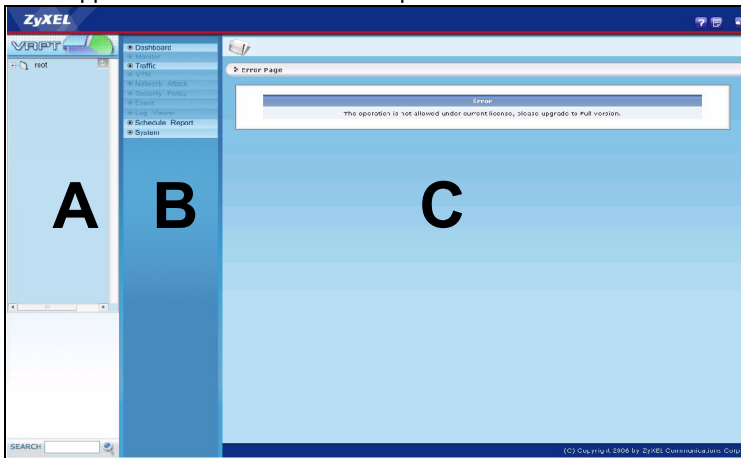 ZyXEL
VRPT
root
Dashboard
Monitor
Traffic
VPN
Network Attack
Security Policy
Event
Log Viewer
Schedule Report
System
Error Page
Error
The operation is not allowed under current license, please upgrade to Full version.
A B C
SEARCH
(C) Copyright 2006 by ZyXEL Communications Corp